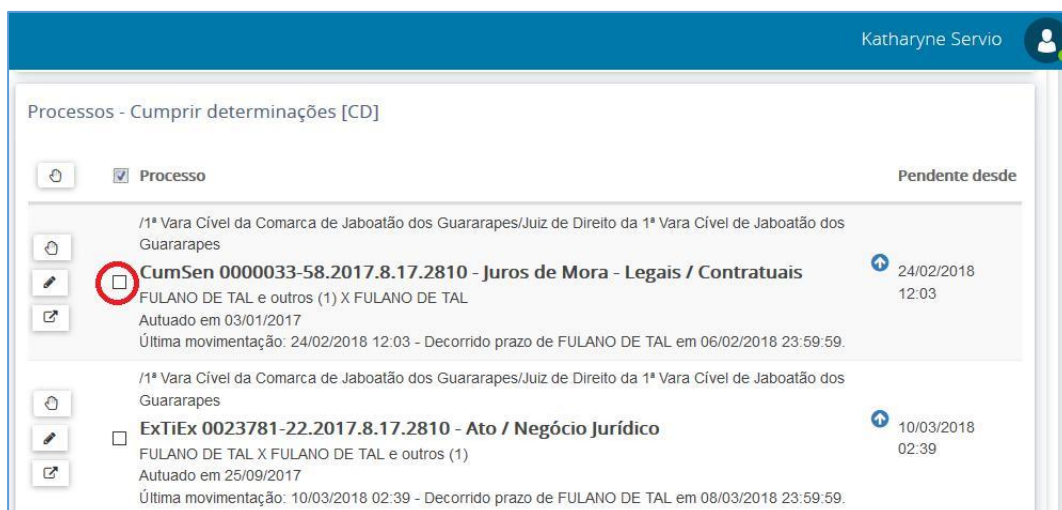 Katharyne Servio
Processos - Cumprir determinações [CD]
Processo
Pendente desde
/1ª Vara Cível da Comarca de Jaboatão dos Guararapes/Juiz de Direito da 1ª Vara Cível de Jaboatão dos
Guararapes
CumSen 0000033-58.2017.8.17.2810 - Juros de Mora - Legais / Contratuais
24/02/2018
12:03
FULANO DE TAL e outros (1) X FULANO DE TAL
Autuado em 03/01/2017
Última movimentação: 24/02/2018 12:03 - Decorrido prazo de FULANO DE TAL em 06/02/2018 23:59:59.
/1ª Vara Cível da Comarca de Jaboatão dos Guararapes/Juiz de Direito da 1ª Vara Cível de Jaboatão dos
Guararapes
ExTiEx 0023781-22.2017.8.17.2810 - Ato / Negócio Jurídico
10/03/2018
02:39
FULANO DE TAL X FULANO DE TAL e outros (1)
Autuado em 25/09/2017
Última movimentação: 10/03/2018 02:39 - Decorrido prazo de FULANO DE TAL em 08/03/2018 23:59:59.